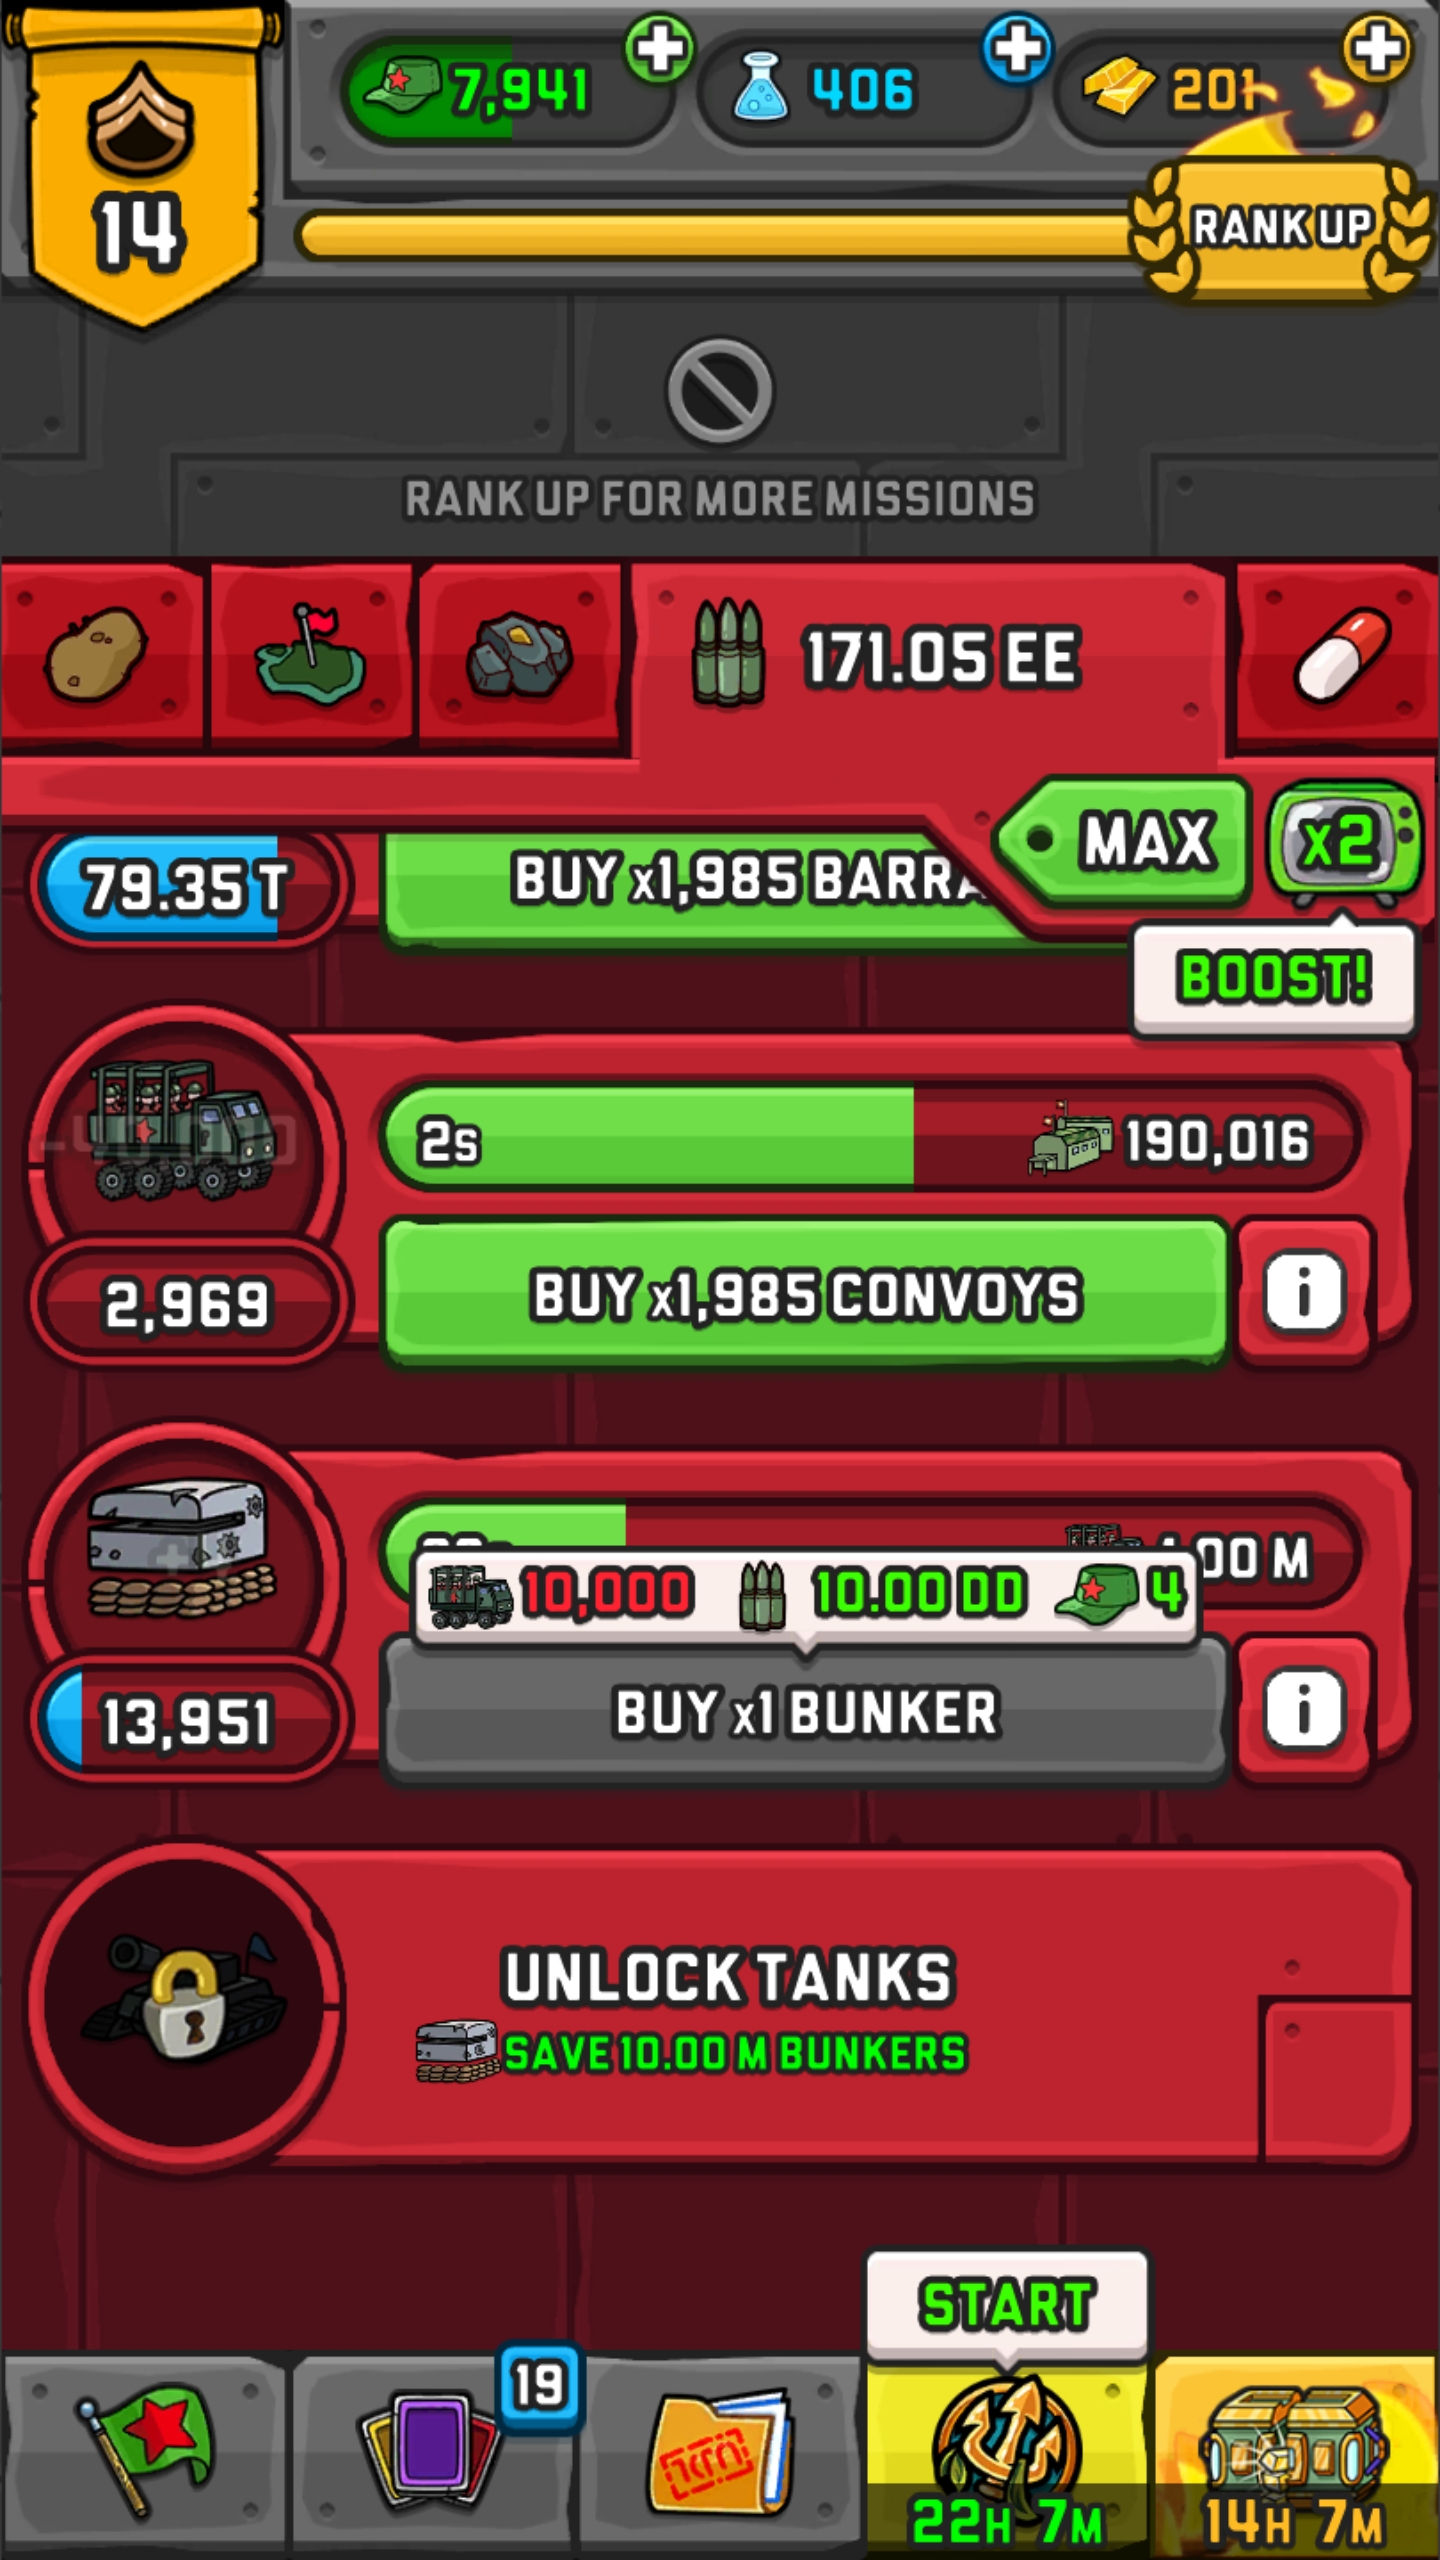 7,941
406
201
14
RANK UP
RANK UP FOR MORE MISSIONS
171.05 EE
MAX
x2
79.35 T
BUY x1,985
BOOST!
2s
190,016
2,969
BUY x1,985 CONVOYS
i
00 M
10,000
10.00 DD
4
13,951
BUY x1 BUNKER
i
UNLOCK TANKS
SAVE 10.00 M BUNKERS
START
19
22H 7M
14H 7M